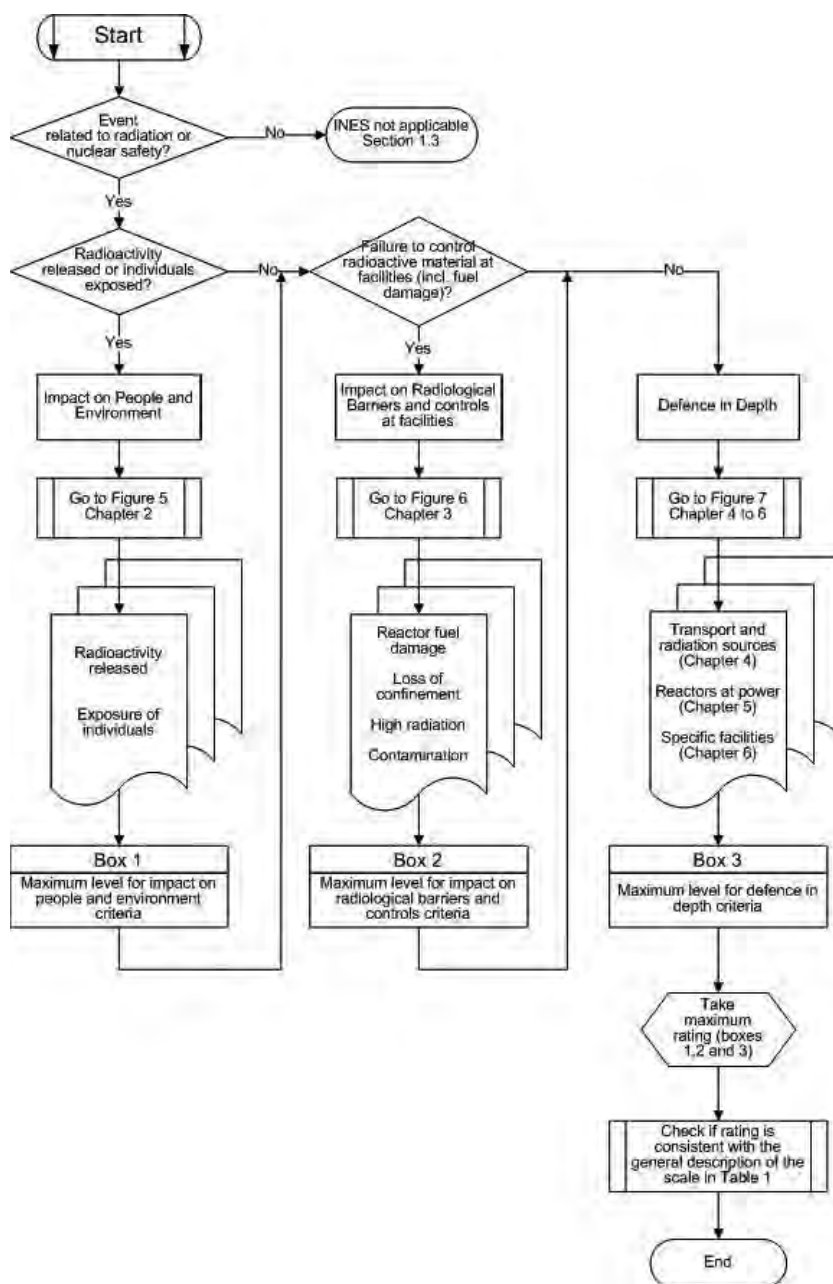 Start
Event
related to radiation or
nuclear safety?
No
INES not applicable
Section 1.3
Yes
Radioactivity
released or individuals
exposed?
No
Failure to control
radioactive material at
facilities (incl. fuel
damage)?
No
Yes
Yes
Impact on People and
Environment
Impact on Radiological
Barriers and controls
at facilities
Defence in Depth
Go to Figure 5
Chapter 2
Go to Figure 6
Chapter 3
Go to Figure 7
Chapter 4 to 6
Radioactivity
released
Exposure of
individuals
Reactor fuel
damage
Loss of
confinement
High radiation
Contamination
Transport and
radiation sources
(Chapter 4)
Reactors at power
(Chapter 5)
Specific facilities
(Chapter 6)
Box 1
Maximum level for impact on
people and environment
criteria
Box 2
Maximum level for impact on
radiological barriers and
controls criteria
Box 3
Maximum level for defence in
depth criteria
Take
maximum
rating (boxes
1,2 and 3)
Check if rating is
consistent with the
general description of the
scale in Table 1
End